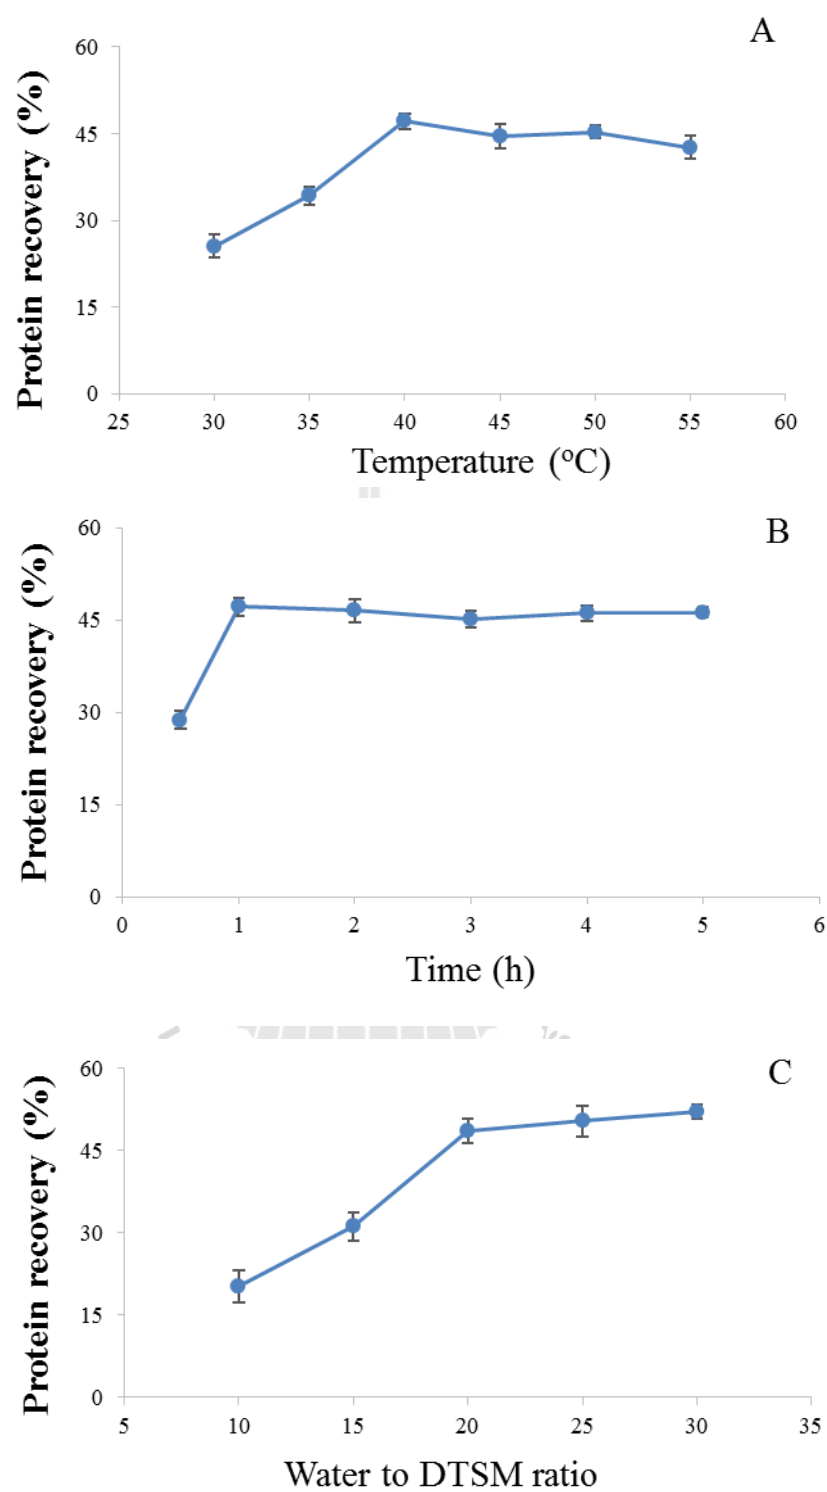 A
60
45
30
15
0
Protein recovery (%)
25 30 35 40 45 50 55 60
Temperature (°C)
B
60
45
30
15
0
Protein recovery (%)
0 1 2 3 4 5 6
Time (h)
C
60
45
30
15
0
Protein recovery (%)
5 10 15 20 25 30 35
Water to DTSM ratio